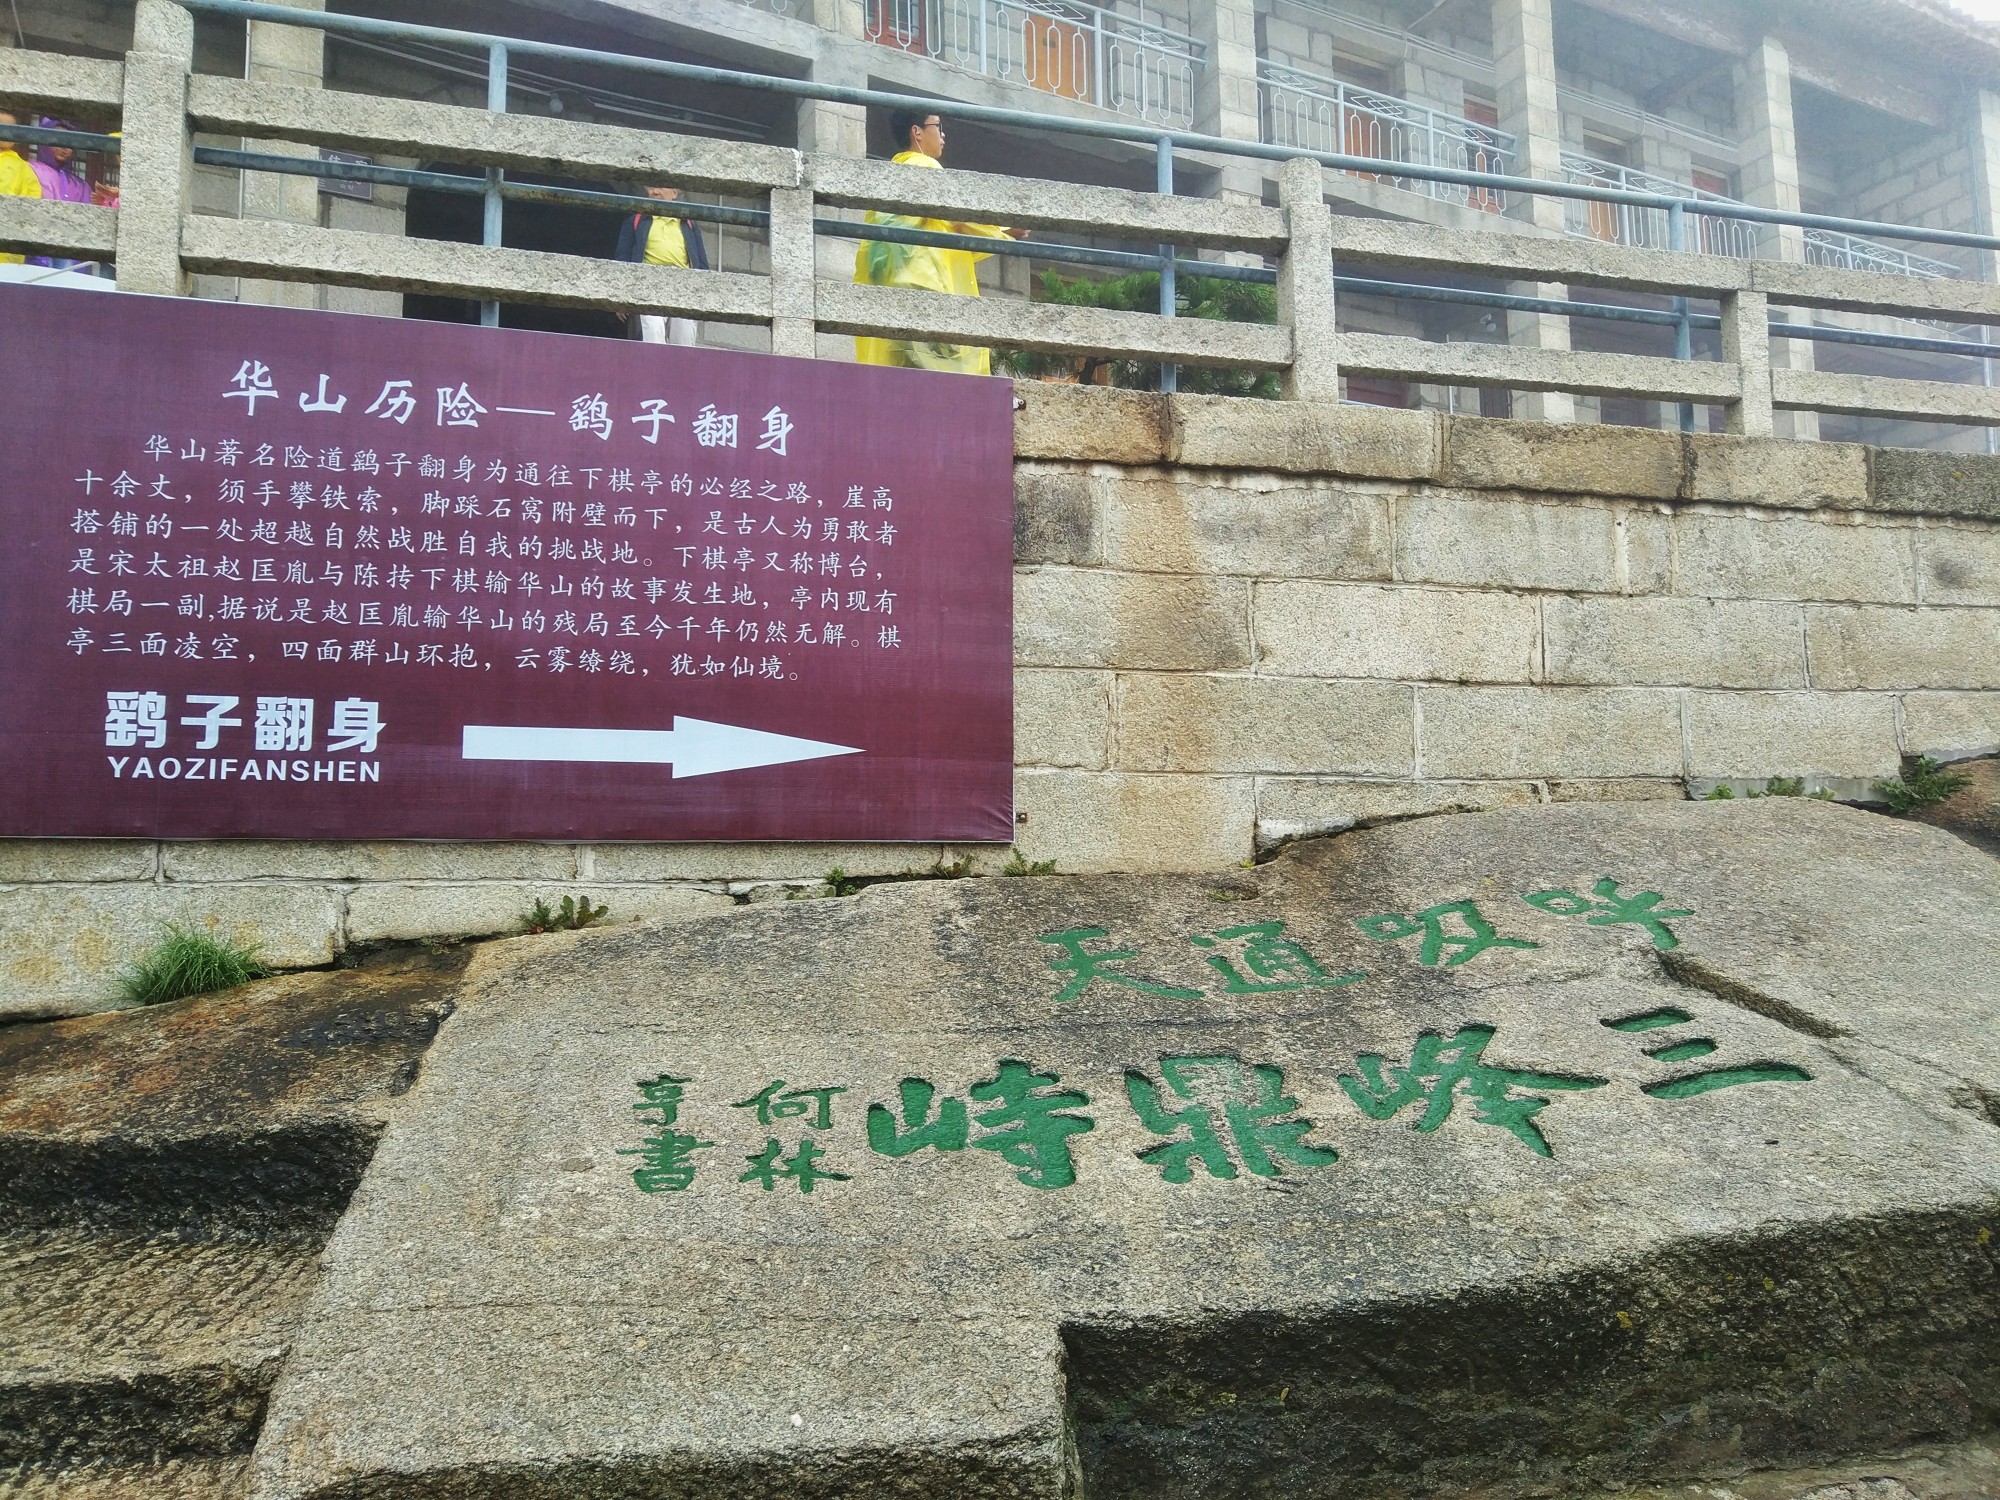 华山历险—鹞子翻身
华山著名险道鹞子翻身为通往下棋亭的必经之路，崖高
十余丈，须手攀铁索，脚踩石窝附壁而下，是古人为勇敢者
搭铺的一处超越自然战胜自我的挑战地。下棋亭又称博台，
是宋太祖赵匡胤与陈抟下棋输华山的故事发生地，亭内现有
棋局一副,据说是赵匡胤输华山的残局至今千年仍然无解。棋
亭三面凌空，四面群山环抱，云雾缭绕，犹如仙境。
鹞子翻身
YAOZIFANSHEN
呼吸通天
三峰鼎峙
何林
亨書